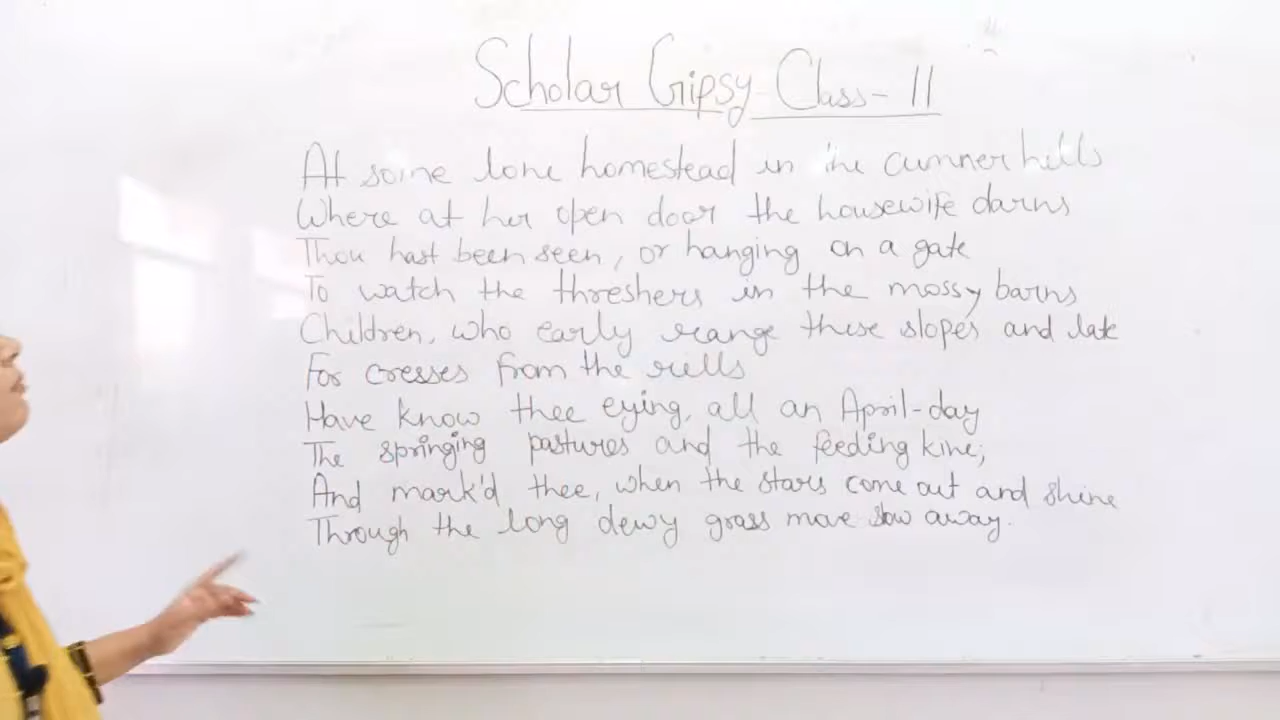 Scholar Gipsy Class-11
At some lone homestead in the cumner hills
Where at her open door the housewife darns
Thou hast been seen, or hanging on a gate
To watch the threshers in the mossy barns
Children, who early range these slopes and late
For cresses from the rills
Have know thee eying, all an April-day
The springing pastures and the feeding kine;
And mark'd thee, when the stars come out and shine
Through the long dewy grass move slow away.